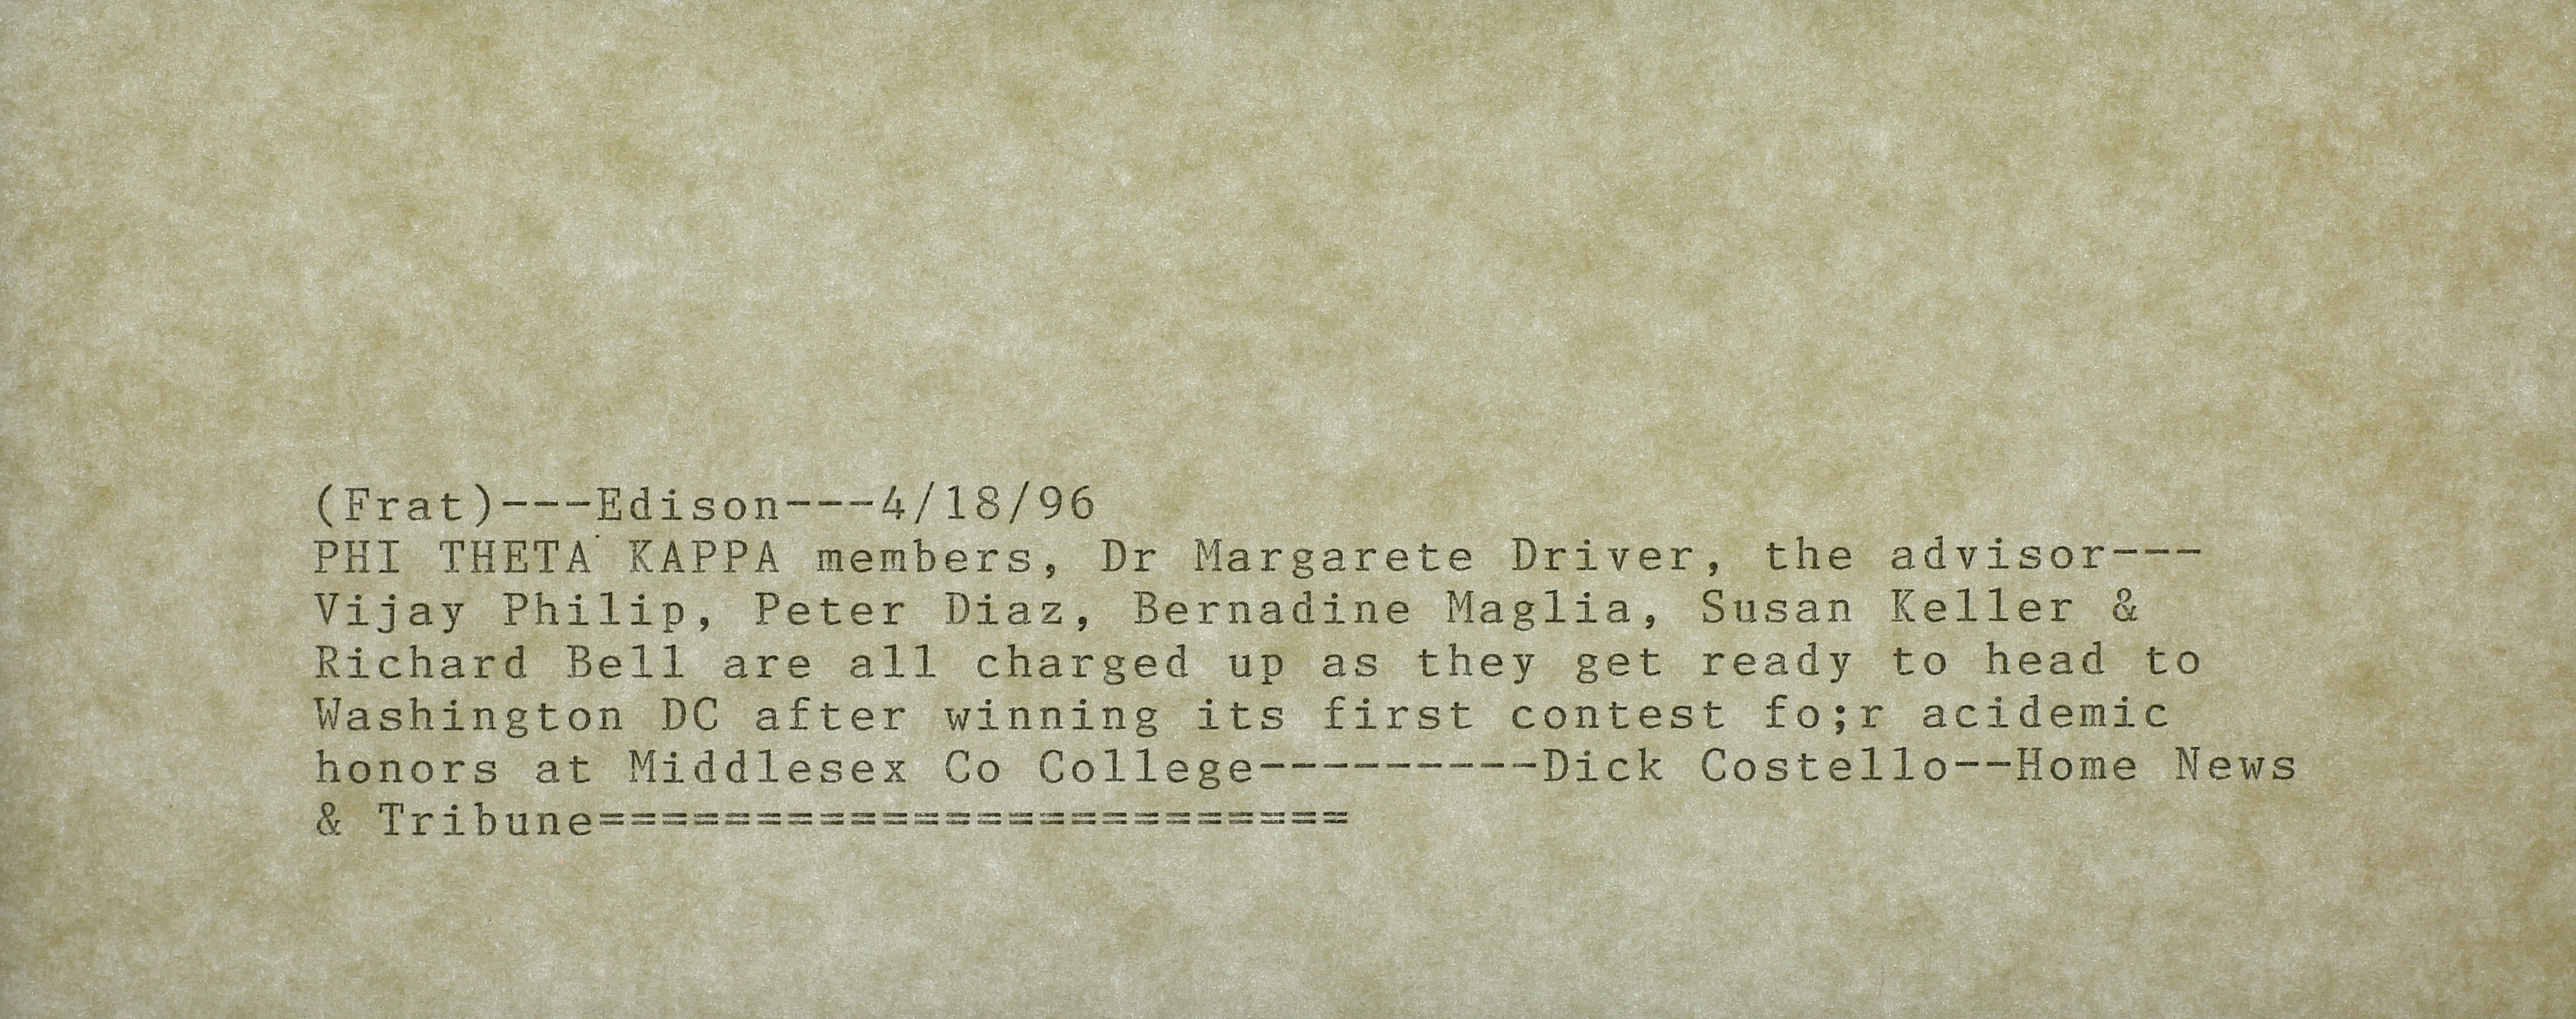 (Frat)---Edison---4/18/96
PHI THETA KAPPA members, Dr Margarete Driver, the advisor---
Vijay Philip, Peter Diaz, Bernadine Maglia, Susan Keller &
Richard Bell are all charged up as they get ready to head to
Washington DC after winning its first contest fo;r acidemic
honors at Middlesex Co College---------Dick Costello--Home News
& Tribune========================